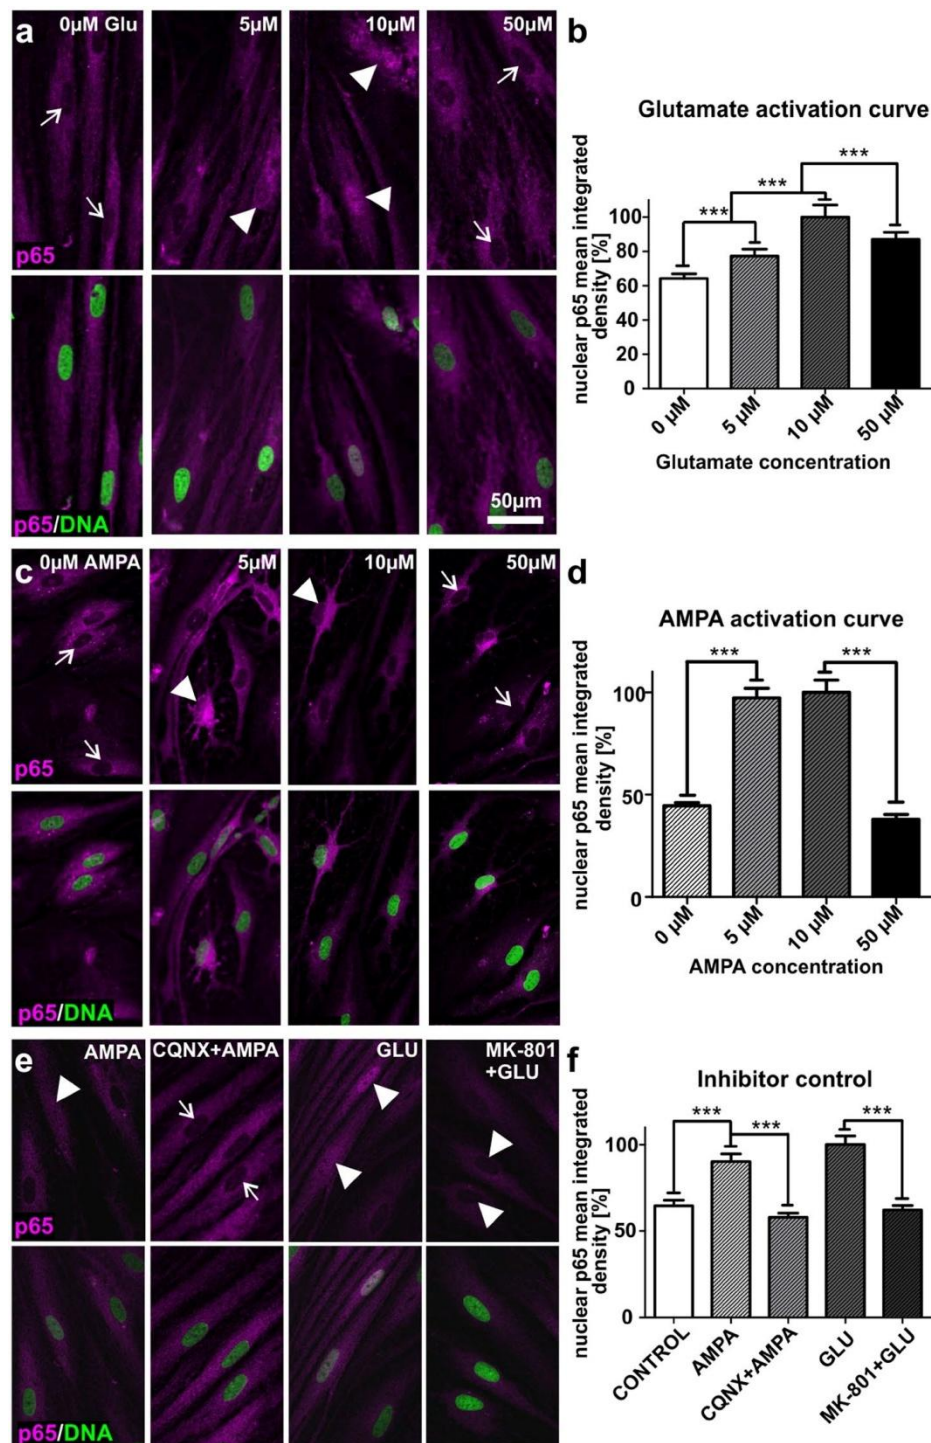 a
0µM Glu
5µM
10µM
50µM
p65
p65/DNA
50µm
b
Glutamate activation curve
nuclear p65 mean integrated
density [%]
100
80
60
40
20
0
***
***
***
0 µM
5 µM
10 µM
50 µM
Glutamate concentration
c
0µM AMPA
5µM
10µM
50µM
p65
p65/DNA
d
AMPA activation curve
nuclear p65 mean integrated
density [%]
100
50
0
***
***
0 µM
5 µM
10 µM
50 µM
AMPA concentration
e
AMPA
CQNX+AMPA
GLU
MK-801
+GLU
p65
p65/DNA
f
Inhibitor control
nuclear p65 mean integrated
density [%]
100
50
0
***
***
***
CONTROL
AMPA
CQNX+AMPA
GLU
MK-801+GLU